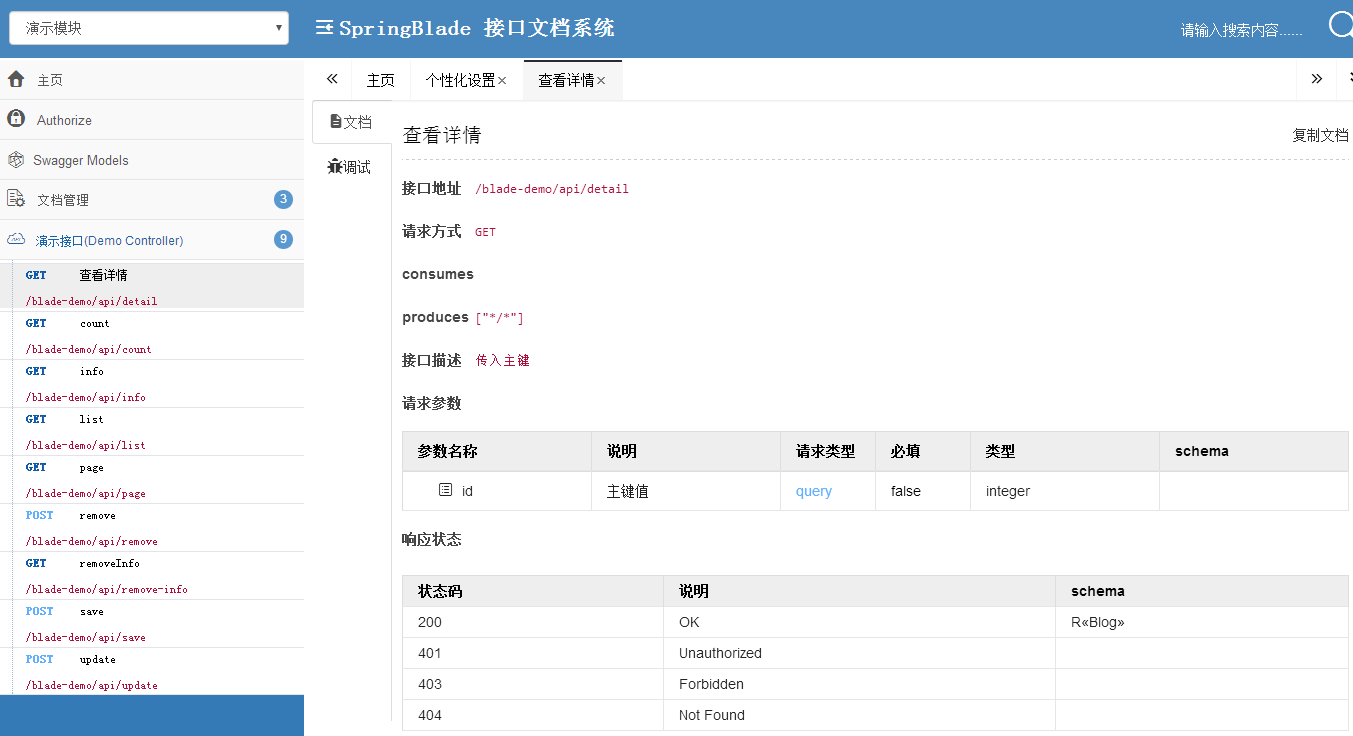 演示模块
SpringBlade 接口文档系统
请输入搜索内容......
主页
Authorize
Swagger Models
文档管理 3
演示接口(Demo Controller) 9
GET 查看详情
/blade-demo/api/detail
GET count
/blade-demo/api/count
GET info
/blade-demo/api/info
GET list
/blade-demo/api/list
GET page
/blade-demo/api/page
POST remove
/blade-demo/api/remove
GET removeInfo
/blade-demo/api/remove-info
POST save
/blade-demo/api/save
POST update
/blade-demo/api/update
主页 个性化设置× 查看详情×
文档
调试
查看详情 复制文档
接口地址 /blade-demo/api/detail
请求方式 GET
consumes
produces ["*/*"]
接口描述 传入主键
请求参数
参数名称 说明 请求类型 必填 类型 schema
id 主键值 query false integer
响应状态
状态码 说明 schema
200 OK R«Blog»
401 Unauthorized
403 Forbidden
404 Not Found